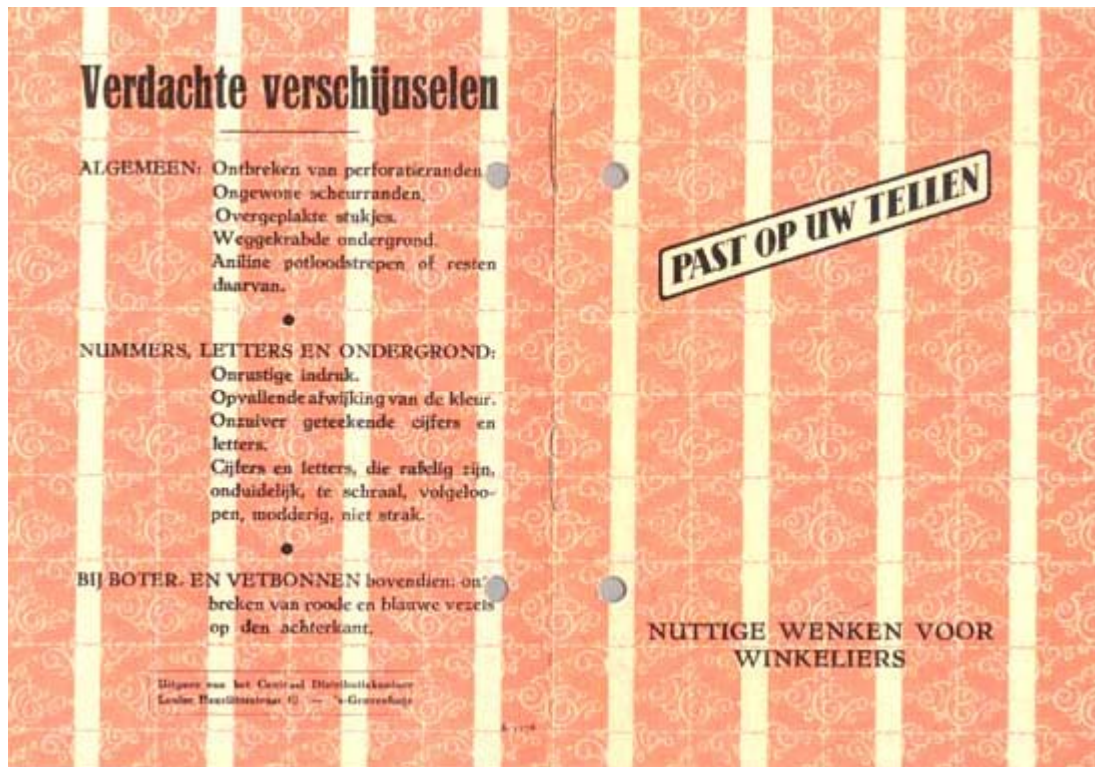 Verdachte verschijnselen
ALGEMEEN: Ontbreken van perforatieranden
Ongewone scheurranden,
Overgeplakte stukjes.
Weggekrabde ondergrond.
Aniline potloodstrepen of resten
daarvan.
NUMMERS, LETTERS EN ONDERGROND:
Onrustige indruk.
Opvallende afwijking van de kleur.
Onzuiver geteekende cijfers en
letters.
Cijfers en letters, die rafelig zijn,
onduidelijk, te schraal, volgeloo-
pen, modderig, niet strak.
BIJ BOTER- EN VETBONNEN bovendien: ont-
breken van roode en blauwe vezels
op den achterkant.
Uitgave van het Centraal Distributiekantoor
— 's-Gravenhage
PAST OP UW TELLEN
NUTTIGE WENKEN VOOR
WINKELIERS